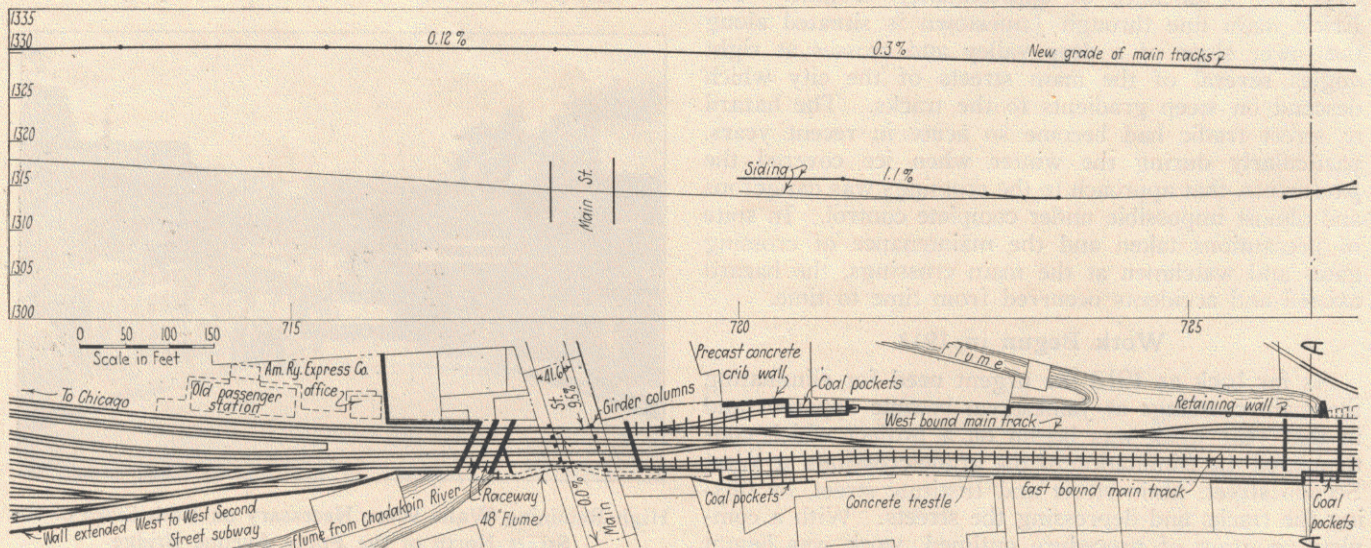 1335
1330
1325
1320
1315
1310
1305
1300
0.12%
0.3%
New grade of main tracks
Main St.
Siding
1.1%
715
720
725
0 50 100 150
Scale in Feet
To Chicago
Old passenger station
Am. Ry. Express Co. office
41.6'
St.
9.5%
Girder columns
Precast concrete crib wall
Coal pockets
Flume
West bound main track
Retaining wall
A
Wall extended West to West Second Street subway
Flume from Chadakoin River
Raceway
48" Flume
0.0%
Main
Coal pockets
Concrete trestle
East bound main track
Coal pockets
A